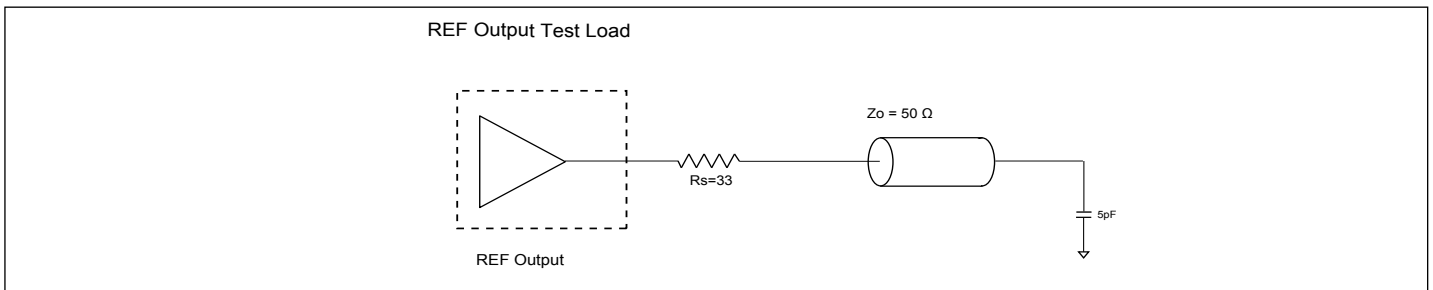 REF Output Test Load
Zo = 50 Ω
Rs=33
5pF
REF Output